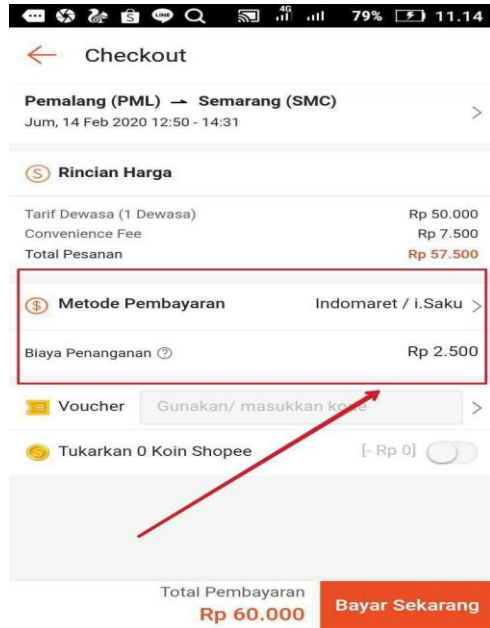 LINE
4G
79%
11.14
Checkout
Pemalang (PML) → Semarang (SMC)
Jum, 14 Feb 2020 12:50 - 14:31
Rincian Harga
Tarif Dewasa (1 Dewasa) Rp 50.000
Convenience Fee Rp 7.500
Total Pesanan Rp 57.500
Metode Pembayaran Indomaret / i.Saku
Biaya Penanganan Rp 2.500
Voucher Gunakan/ masukkan kode
Tukarkan 0 Koin Shopee [- Rp 0]
Total Pembayaran
Rp 60.000
Bayar Sekarang